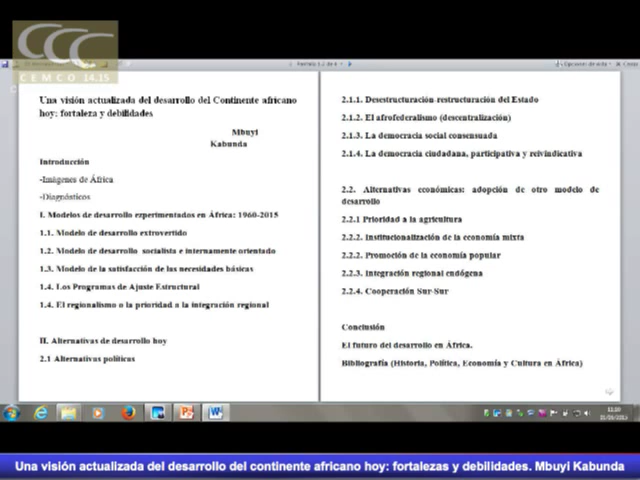 CCC
CEMCO 14.15
Una visión actualizada del desarrollo del Continente africano
hoy: fortaleza y debilidades
Mbuyi
Kabunda
Introducción
-Imágenes de África
-Diagnósticos
I. Modelos de desarrollo experimentados en África: 1960-2015
1.1. Modelo de desarrollo extrovertido
1.2. Modelo de desarrollo socialista e internamente orientado
1.3. Modelo de la satisfacción de las necesidades básicas
1.4. Los Programas de Ajuste Estructural
1.4. El regionalismo o la prioridad a la integración regional
II. Alternativas de desarrollo hoy
2.1 Alternativas políticas
2.1.1. Desestructuración-restructuración del Estado
2.1.2. El afrofederalismo (descentralización)
2.1.3. La democracia social consensuada
2.1.4. La democracia ciudadana, participativa y reivindicativa
2.2. Alternativas económicas: adopción de otro modelo de
desarrollo
2.2.1 Prioridad a la agricultura
2.2.2. Institucionalización de la economía mixta
2.2.2. Promoción de la economía popular
2.2.3. Integración regional endógena
2.2.4. Cooperación Sur-Sur
Conclusión
El futuro del desarrollo en África.
Bibliografía (Historia, Política, Economía y Cultura en África)
Una visión actualizada del desarrollo del continente africano hoy: fortalezas y debilidades. Mbuyi Kabunda